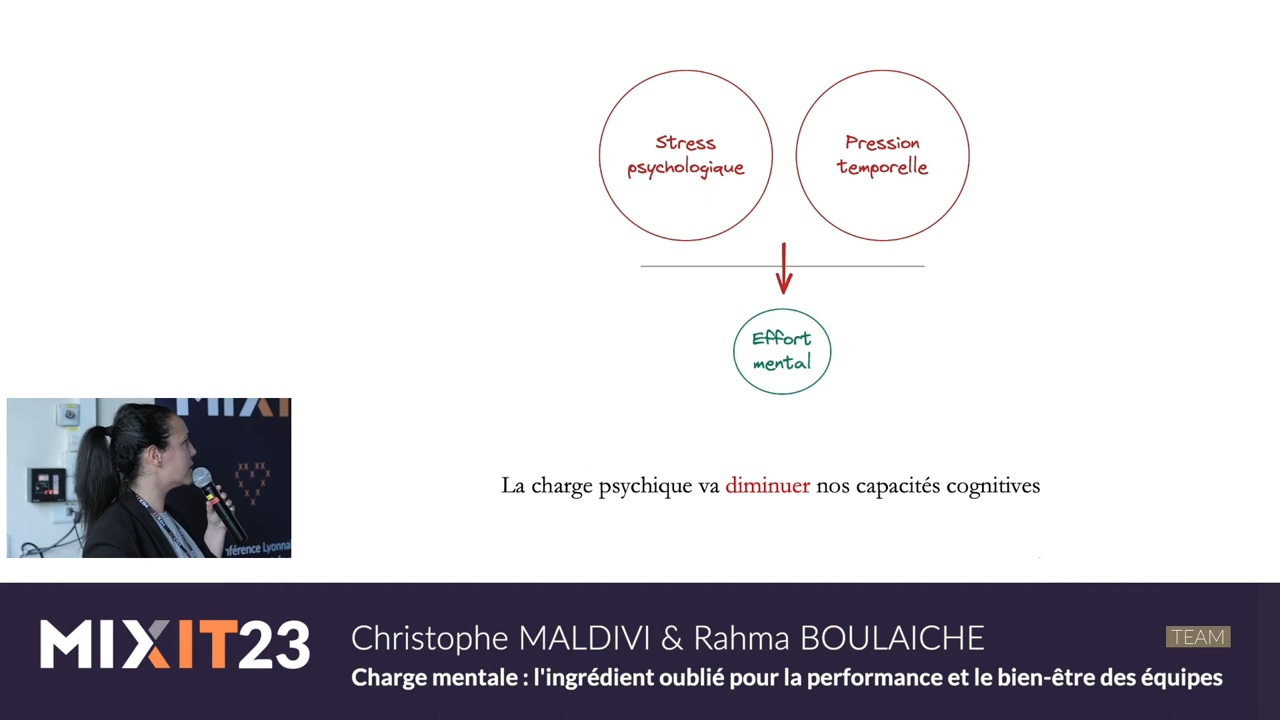 Stress
psychologique
Pression
temporelle
Effort
mental
La charge psychique va diminuer nos capacités cognitives
MIXIT23
Christophe MALDIVI & Rahma BOULAICHE
TEAM
Charge mentale : l'ingrédient oublié pour la performance et le bien-être des équipes